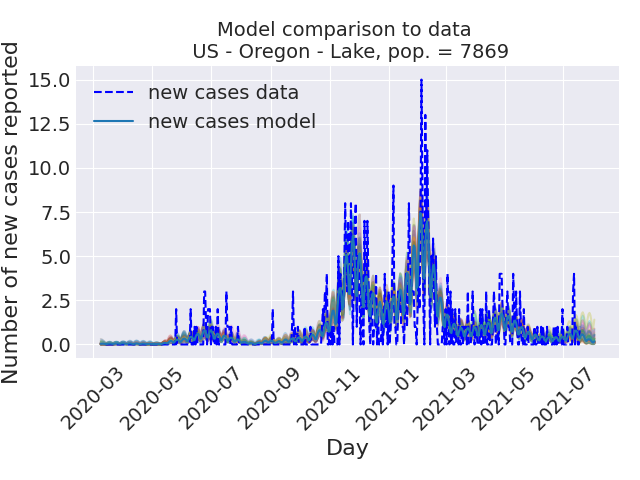 Model comparison to data
US - Oregon - Lake, pop. = 7869
Number of new cases reported
15.0
12.5
10.0
7.5
5.0
2.5
0.0
new cases data
new cases model
2020-03
2020-05
2020-07
2020-09
2020-11
2021-01
2021-03
2021-05
2021-07
Day